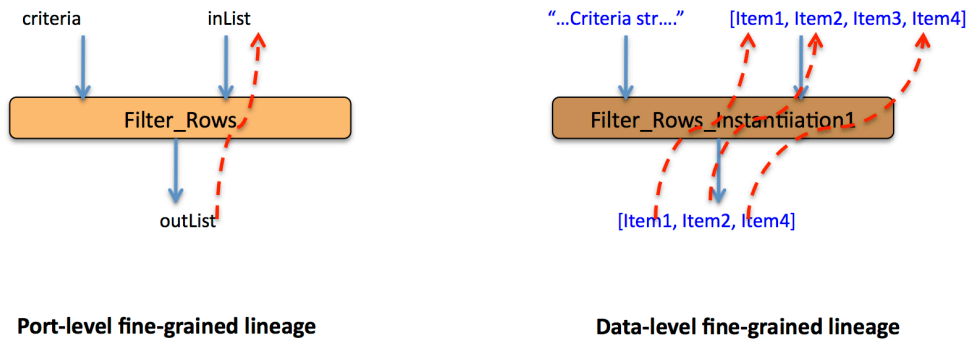 criteria
inList
Filter_Rows
outList
Port-level fine-grained lineage
“...Criteria str....”
[Item1, Item2, Item3, Item4]
Filter_Rows_Instantiiation1
[Item1, Item2, Item4]
Data-level fine-grained lineage